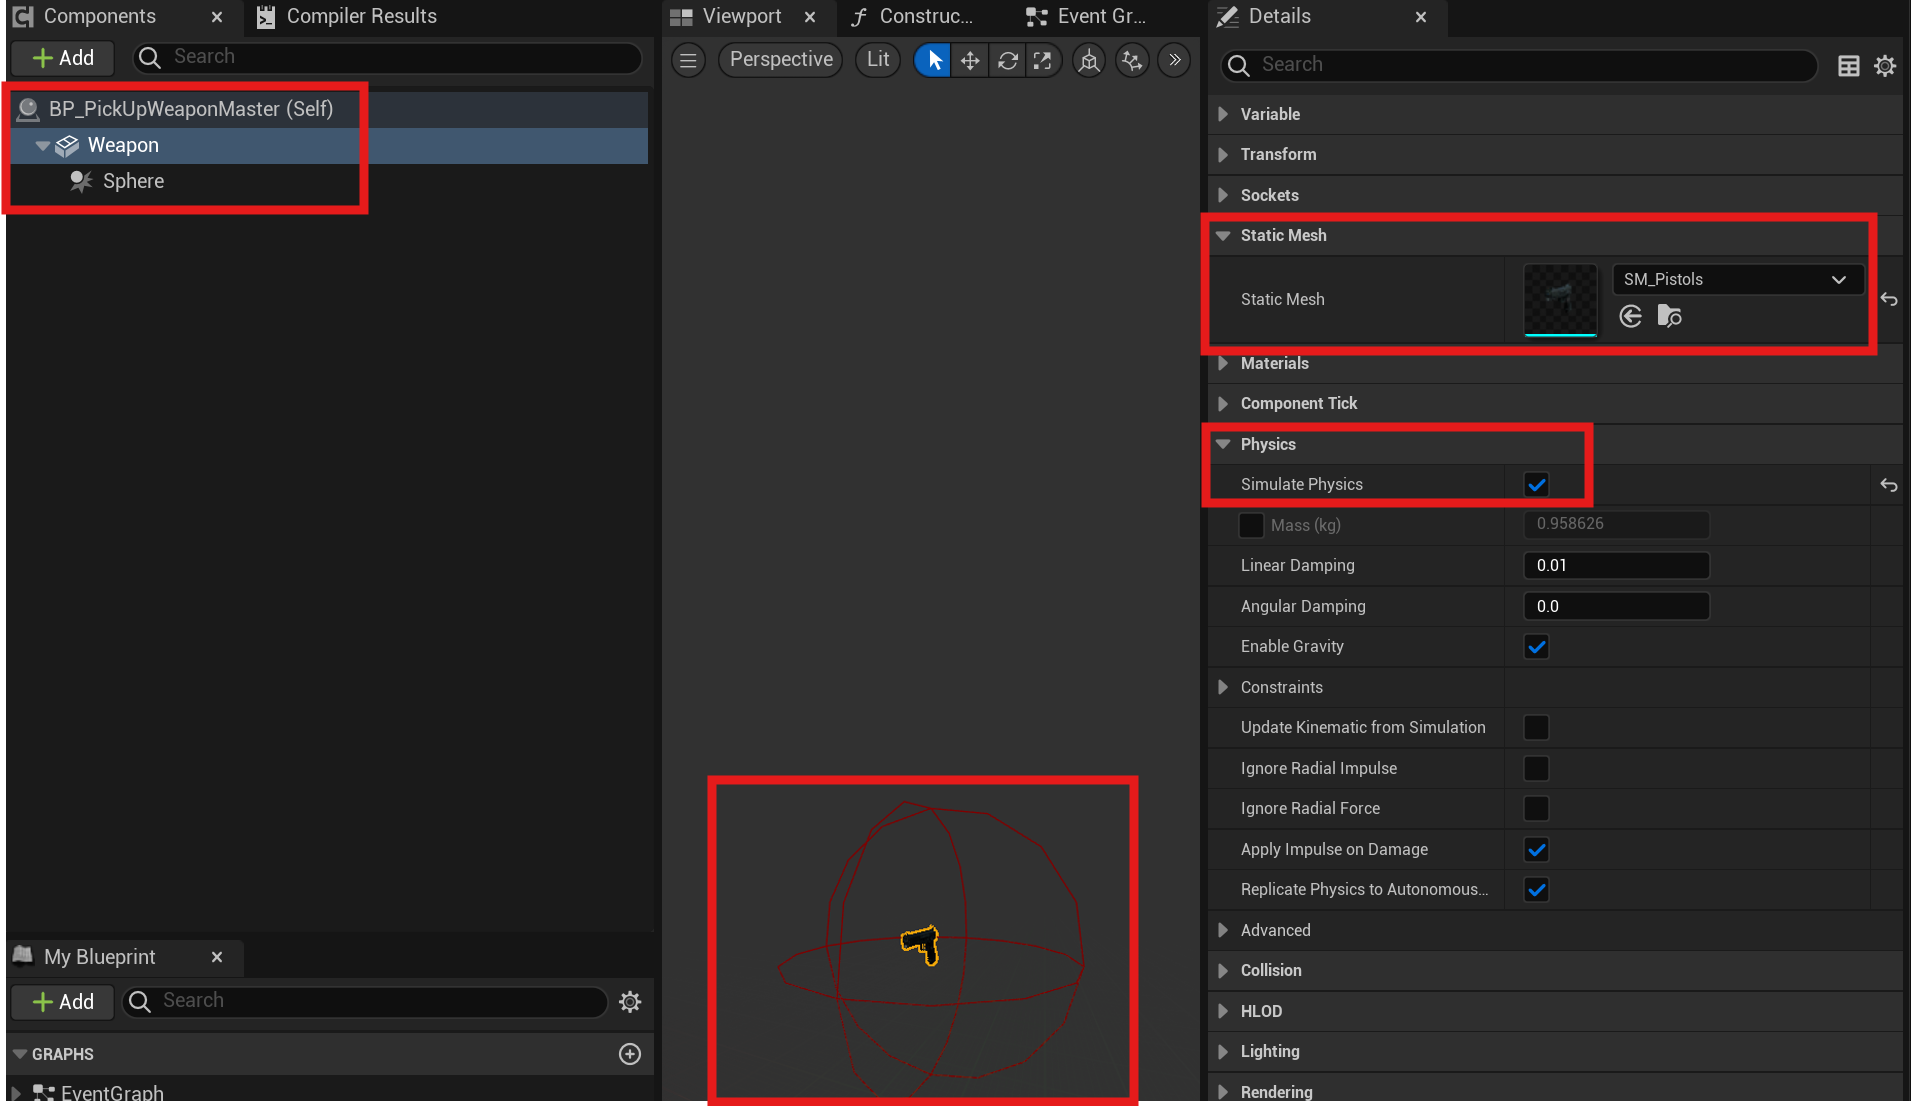 Components
Compiler Results
Add
Search
BP_PickUpWeaponMaster (Self)
Weapon
Sphere
My Blueprint
Add
Search
GRAPHS
EventGraph
Viewport
Construc...
Event Gr...
Perspective
Lit
Details
Search
Variable
Transform
Sockets
Static Mesh
Static Mesh
SM_Pistols
Materials
Component Tick
Physics
Simulate Physics
Mass (kg)
0.958626
Linear Damping
0.01
Angular Damping
0.0
Enable Gravity
Constraints
Update Kinematic from Simulation
Ignore Radial Impulse
Ignore Radial Force
Apply Impulse on Damage
Replicate Physics to Autonomous...
Advanced
Collision
HLOD
Lighting
Rendering